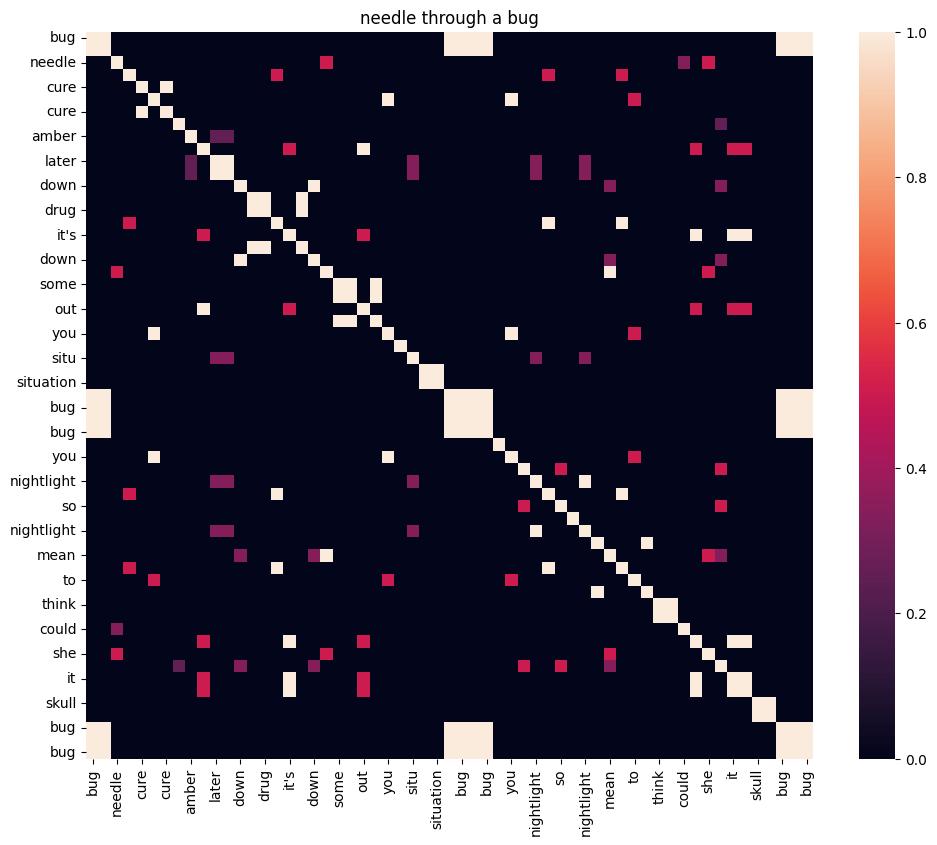 needle through a bug
bug
needle
cure
cure
amber
later
down
drug
it's
down
some
out
you
situ
situation
bug
bug
you
nightlight
so
nightlight
mean
to
think
could
she
it
skull
bug
bug
bug
needle
cure
cure
amber
later
down
drug
it's
down
some
out
you
situ
situation
bug
bug
you
nightlight
so
nightlight
mean
to
think
could
she
it
skull
bug
bug
1.0
0.8
0.6
0.4
0.2
0.0